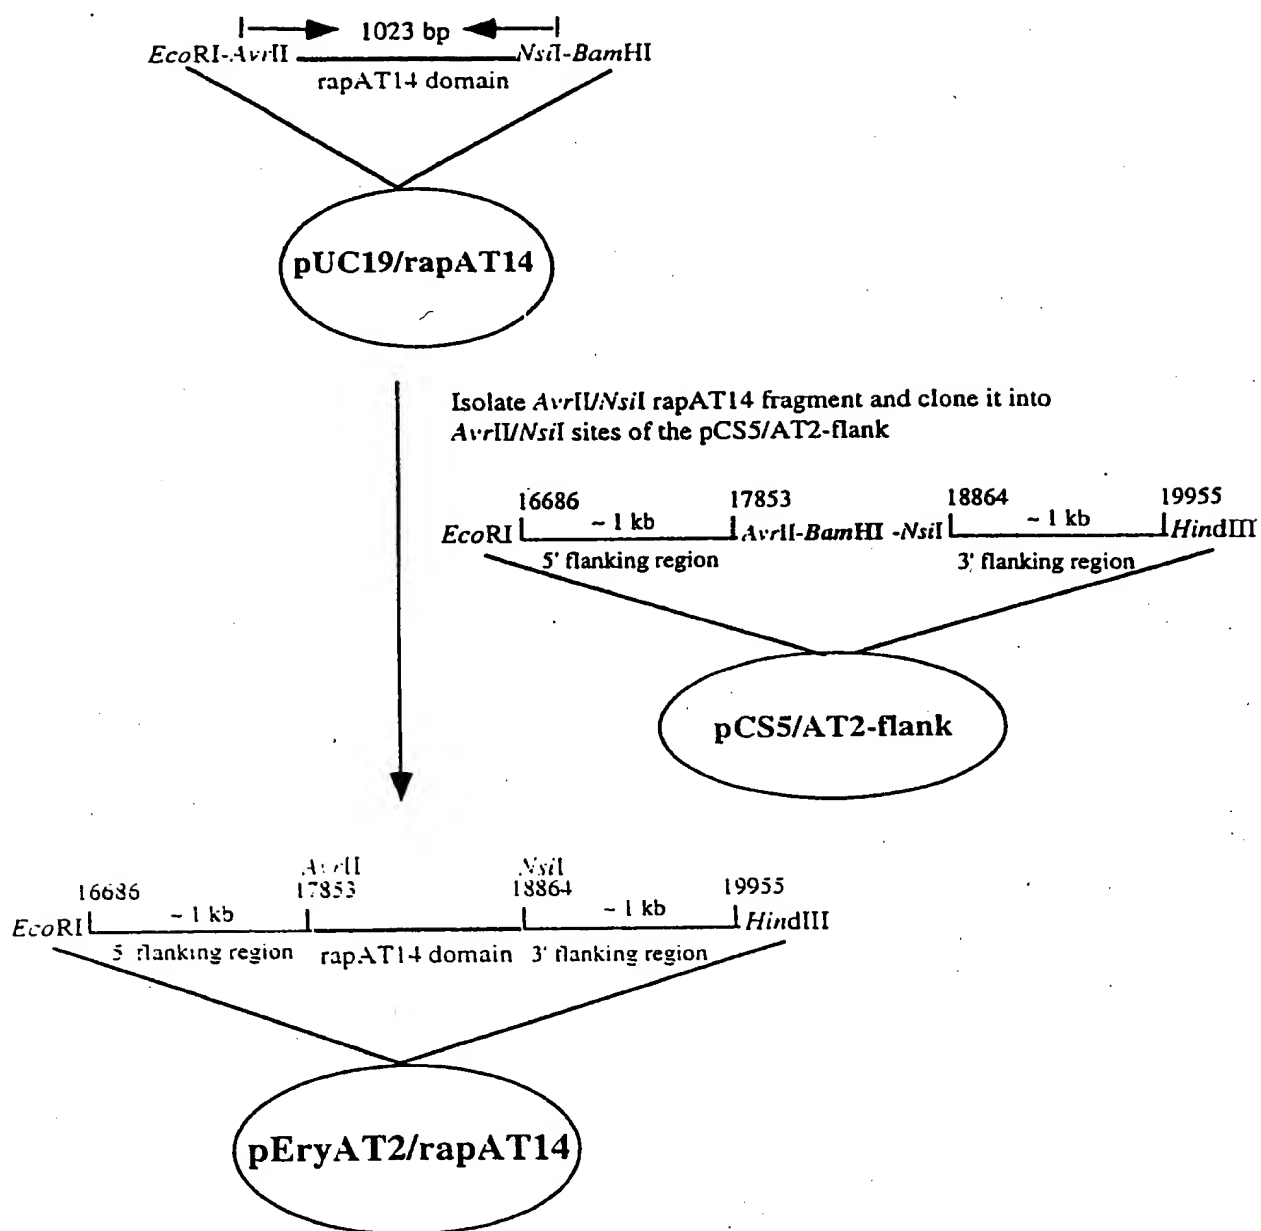 1023 bp
EcoRI-AvrII NsiI-BamHI
rapAT14 domain
pUC19/rapAT14
Isolate AvrII/NsiI rapAT14 fragment and clone it into
AvrII/NsiI sites of the pCS5/AT2-flank
16686 17853 18864 19955
EcoRI ~ 1 kb AvrII-BamHI -NsiI ~ 1 kb HindIII
5' flanking region 3' flanking region
pCS5/AT2-flank
AvrII NsiI
16686 17853 18864 19955
EcoRI ~ 1 kb ~ 1 kb HindIII
5' flanking region rapAT14 domain 3' flanking region
pEryAT2/rapAT14